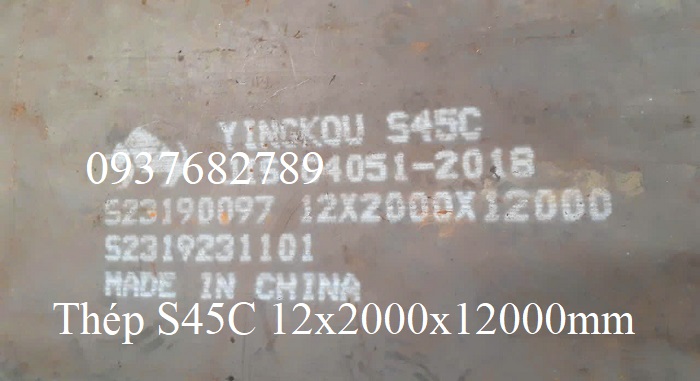 YINGKOU S45C
0937682789
4051-2018
S23190097 12X2000X12000
S2319231101
MADE IN CHINA
Thép S45C 12x2000x12000mm